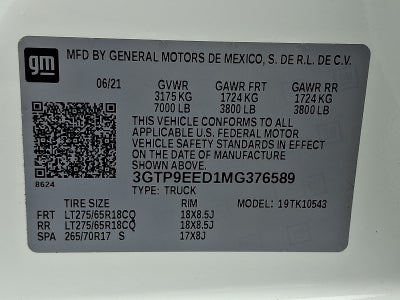 gm
MFD BY GENERAL MOTORS DE MEXICO, S. DE R.L. DE C.V.
06/21 GVWR GAWR FRT GAWR RR
3175 KG 1724 KG 1724 KG
7000 LB 3800 LB 3800 LB
THIS VEHICLE CONFORMS TO ALL
APPLICABLE U.S. FEDERAL MOTOR
VEHICLE SAFETY STANDARDS IN EFFECT
ON THE DATE OF MANUFACTURE
SHOWN ABOVE.
8624 3GTP9EED1MG376589
TYPE: TRUCK
TIRE SIZE RIM MODEL: 19TK10543
FRT LT275/65R18CQ 18X8.5J
RR LT275/65R18CQ 18X8.5J
SPA 265/70R17 S 17X8J